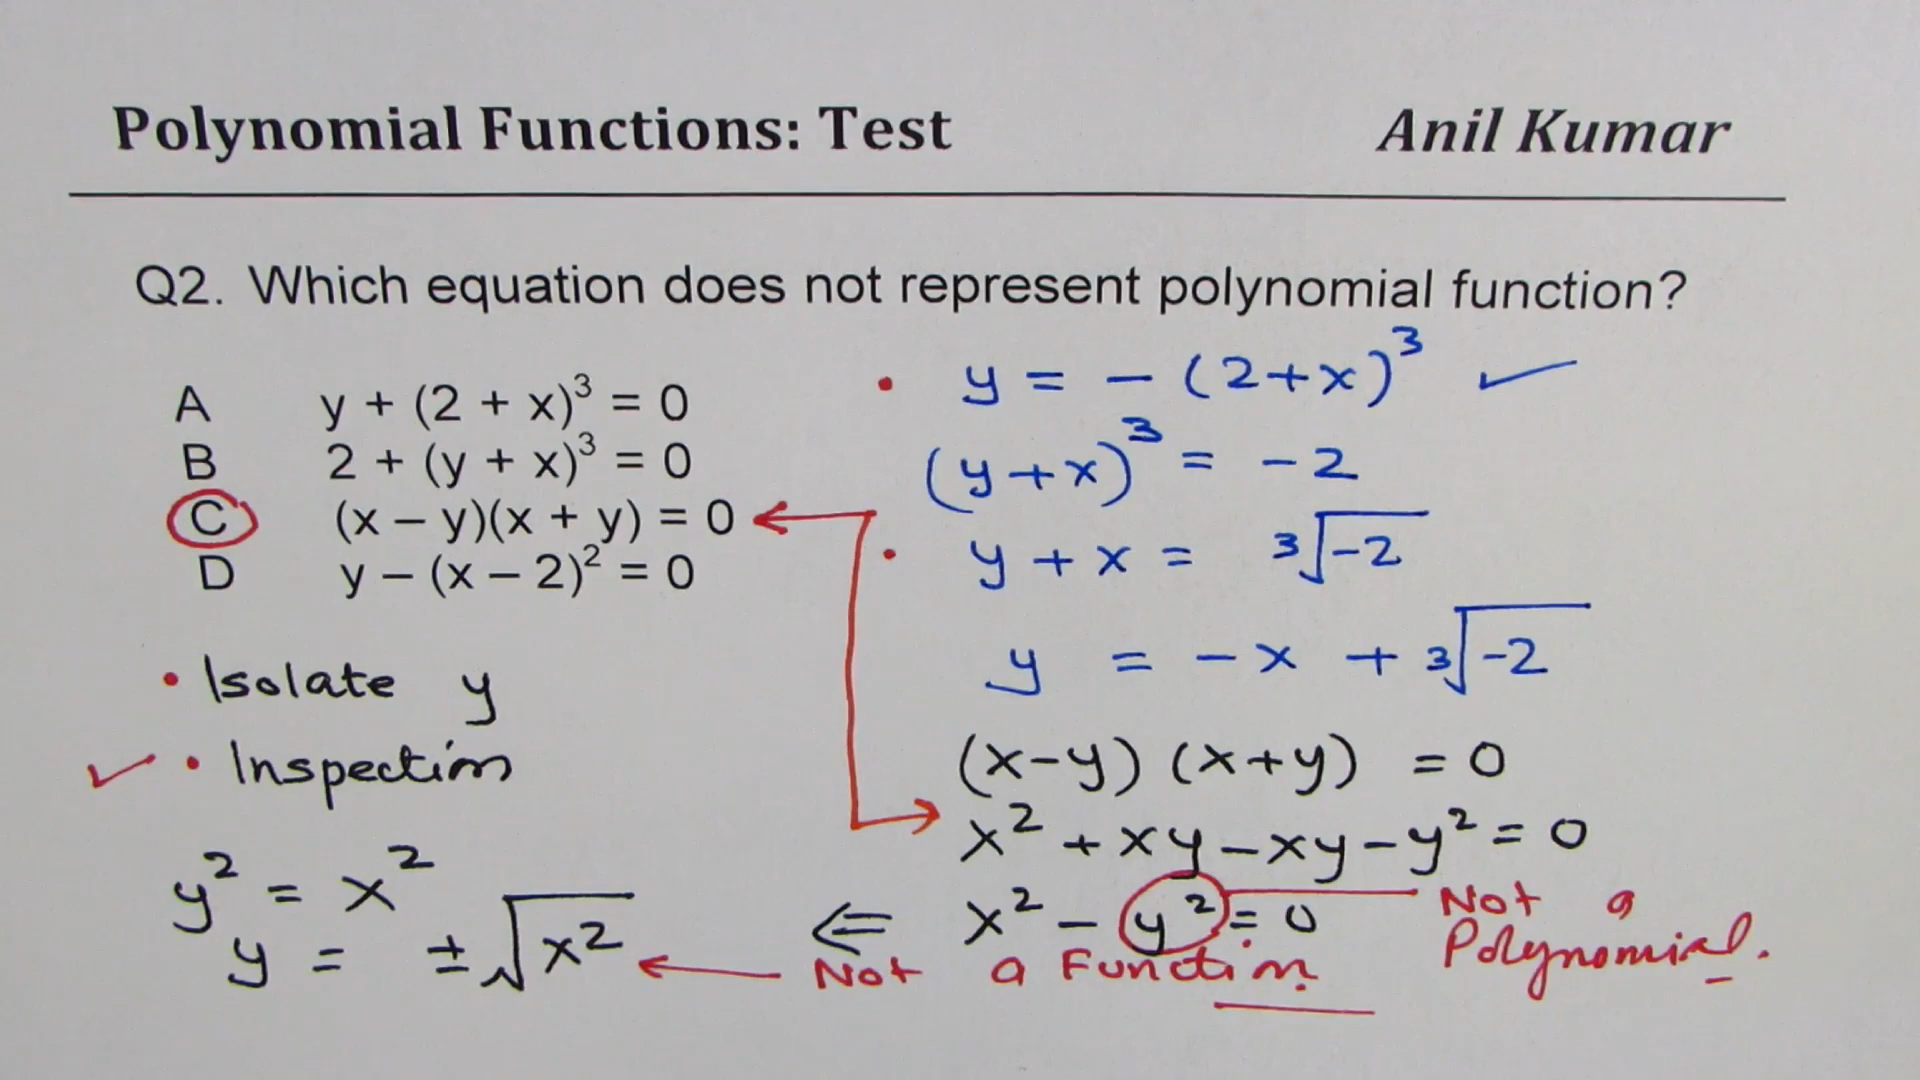 Polynomial Functions: Test Anil Kumar
Q2. Which equation does not represent polynomial function?
A y + (2 + x)³ = 0
B 2 + (y + x)³ = 0
C (x – y)(x + y) = 0
D y – (x – 2)² = 0
• Isolate y
✓ • Inspection
y² = x²
y = ± √x²
• y = - (2+x)³ ✓
(y+x)³ = -2
• y + x = ³√-2
y = -x + ³√-2
(x-y) (x+y) = 0
x² + xy - xy - y² = 0
⇐ x² - y² = 0
Not a Polynomial.
Not a Function.